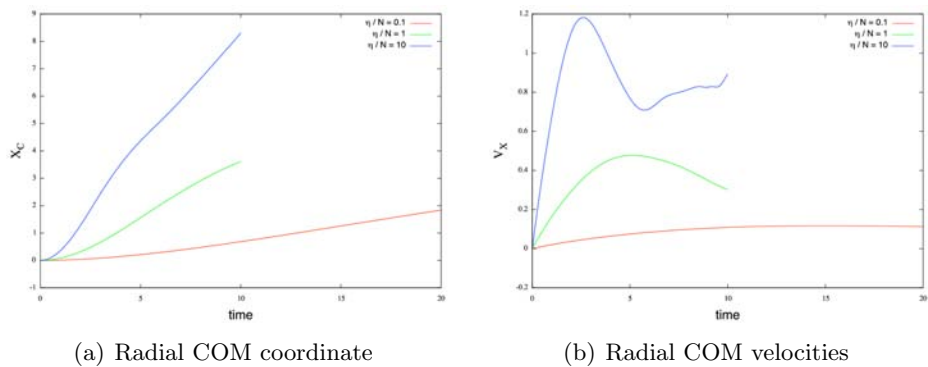 η / N = 0.1
η / N = 1
η / N = 10
9
8
7
6
5
4
3
2
1
0
-1
X_C
0 5 10 15 20
time
(a) Radial COM coordinate
η / N = 0.1
η / N = 1
η / N = 10
1.2
1
0.8
0.6
0.4
0.2
0
-0.2
V_X
0 5 10 15 20
time
(b) Radial COM velocities